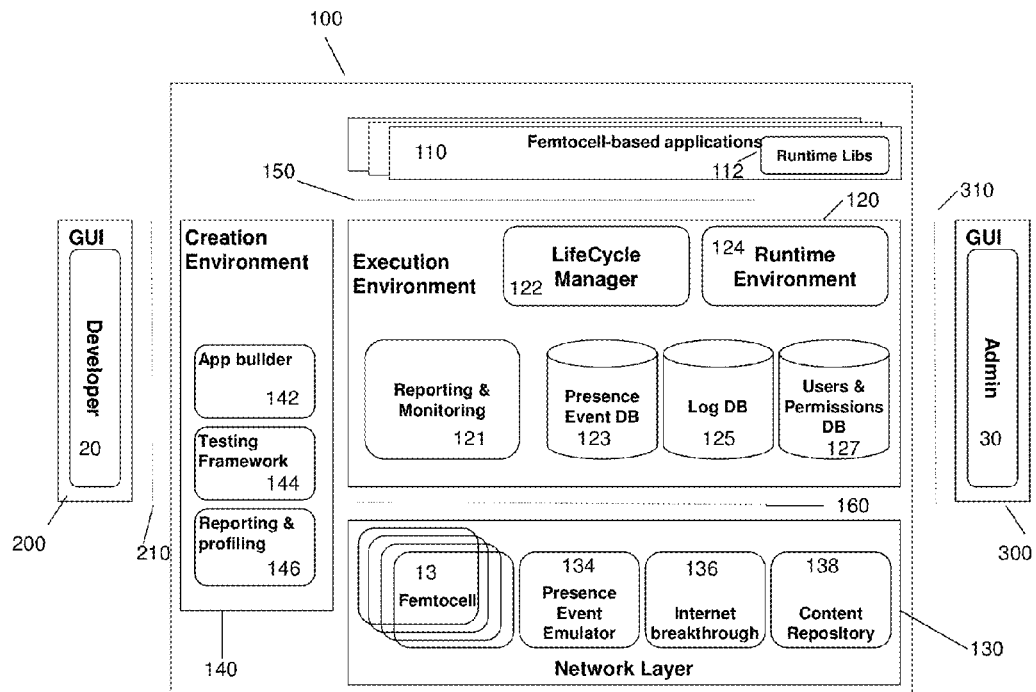 100
Femtocell-based applications
110
112
Runtime Libs
150
120
310
GUI
Developer
20
200
210
Creation
Environment
App builder
142
Testing
Framework
144
Reporting &
profiling
146
140
Execution
Environment
LifeCycle
Manager
122
124
Runtime
Environment
Reporting &
Monitoring
121
Presence
Event DB
123
Log DB
125
Users &
Permissions
DB
127
160
GUI
Admin
30
300
13
Femtocell
134
Presence
Event
Emulator
136
Internet
breakthrough
138
Content
Repository
130
Network Layer